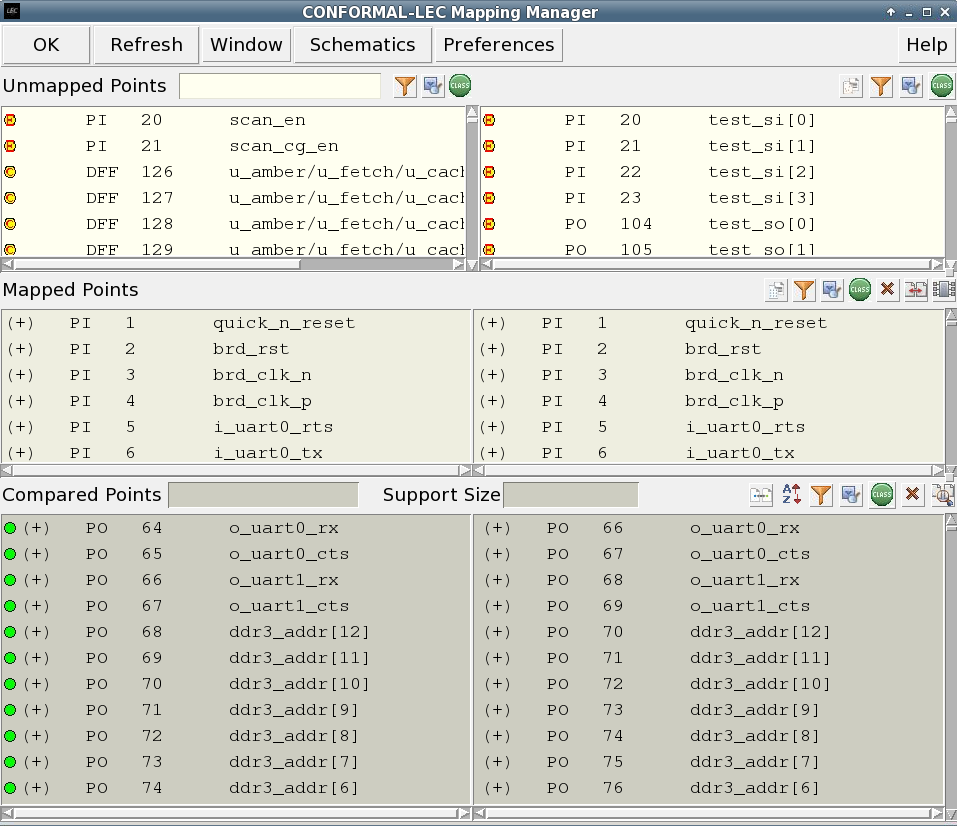 LEC CONFORMAL-LEC Mapping Manager
OK Refresh Window Schematics Preferences Help
Unmapped Points CLASS CLASS
E PI 20 scan_en E PI 20 test_si[0]
E PI 21 scan_cg_en E PI 21 test_si[1]
C DFF 126 u_amber/u_fetch/u_cach E PI 22 test_si[2]
C DFF 127 u_amber/u_fetch/u_cach E PI 23 test_si[3]
C DFF 128 u_amber/u_fetch/u_cach E PO 104 test_so[0]
C DFF 129 u_amber/u_fetch/u_cach E PO 105 test_so[1]
Mapped Points CLASS
(+) PI 1 quick_n_reset (+) PI 1 quick_n_reset
(+) PI 2 brd_rst (+) PI 2 brd_rst
(+) PI 3 brd_clk_n (+) PI 3 brd_clk_n
(+) PI 4 brd_clk_p (+) PI 4 brd_clk_p
(+) PI 5 i_uart0_rts (+) PI 5 i_uart0_rts
(+) PI 6 i_uart0_tx (+) PI 6 i_uart0_tx
Compared Points Support Size AZ CLASS
(+) PO 64 o_uart0_rx (+) PO 66 o_uart0_rx
(+) PO 65 o_uart0_cts (+) PO 67 o_uart0_cts
(+) PO 66 o_uart1_rx (+) PO 68 o_uart1_rx
(+) PO 67 o_uart1_cts (+) PO 69 o_uart1_cts
(+) PO 68 ddr3_addr[12] (+) PO 70 ddr3_addr[12]
(+) PO 69 ddr3_addr[11] (+) PO 71 ddr3_addr[11]
(+) PO 70 ddr3_addr[10] (+) PO 72 ddr3_addr[10]
(+) PO 71 ddr3_addr[9] (+) PO 73 ddr3_addr[9]
(+) PO 72 ddr3_addr[8] (+) PO 74 ddr3_addr[8]
(+) PO 73 ddr3_addr[7] (+) PO 75 ddr3_addr[7]
(+) PO 74 ddr3_addr[6] (+) PO 76 ddr3_addr[6]